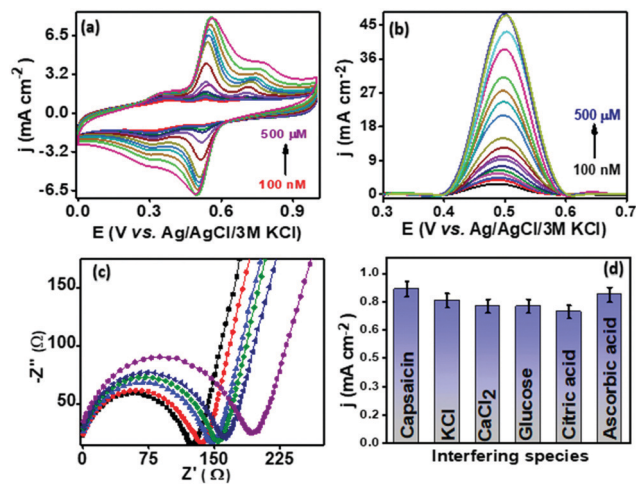 (a)
j (mA cm-2)
6.5
3.2
0.0
-3.2
-6.5
500 µM
100 nM
0.0 0.3 0.6 0.9
E (V vs. Ag/AgCl/3M KCl)
(b)
j (mA cm-2)
48
36
27
18
9
0
500 µM
100 nM
0.3 0.4 0.5 0.6 0.7
E (V vs. Ag/AgCl/3M KCl)
(c)
-Z'' (Ω)
150
100
50
0 75 150 225
Z' (Ω)
(d)
j (mA cm-2)
1.0
0.8
0.6
0.5
0.3
0.2
0.0
Capsaicin
KCl
CaCl2
Glucose
Citric acid
Ascorbic acid
Interfering species